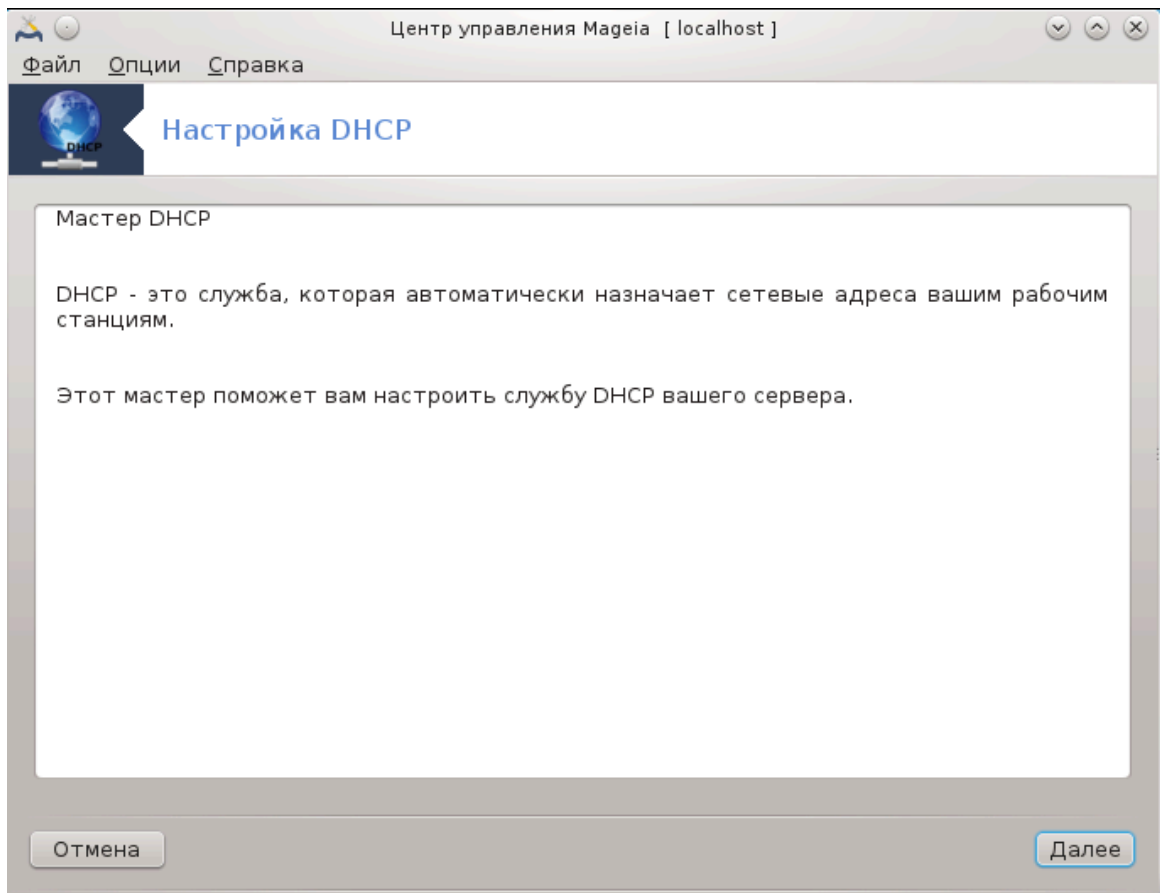 Центр управления Mageia [ localhost ]
Файл Опции Справка
DHCP
Настройка DHCP
Мастер DHCP
DHCP - это служба, которая автоматически назначает сетевые адреса вашим рабочим
станциям.
Этот мастер поможет вам настроить службу DHCP вашего сервера.
Отмена
Далее